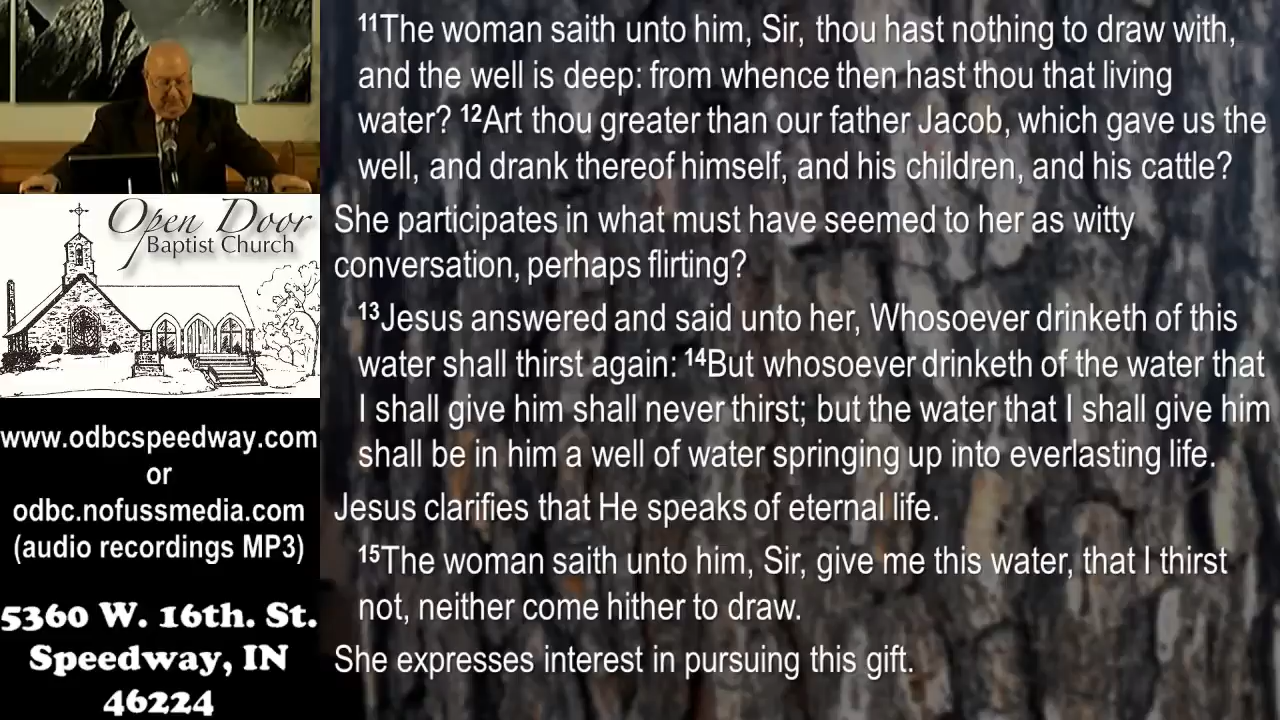 Open Door
Baptist Church
www.odbcspeedway.com
or
odbc.nofussmedia.com
(audio recordings MP3)
5360 W. 16th. St.
Speedway, IN
46224
11The woman saith unto him, Sir, thou hast nothing to draw with,
and the well is deep: from whence then hast thou that living
water? 12Art thou greater than our father Jacob, which gave us the
well, and drank thereof himself, and his children, and his cattle?
She participates in what must have seemed to her as witty
conversation, perhaps flirting?
13Jesus answered and said unto her, Whosoever drinketh of this
water shall thirst again: 14But whosoever drinketh of the water that
I shall give him shall never thirst; but the water that I shall give him
shall be in him a well of water springing up into everlasting life.
Jesus clarifies that He speaks of eternal life.
15The woman saith unto him, Sir, give me this water, that I thirst
not, neither come hither to draw.
She expresses interest in pursuing this gift.